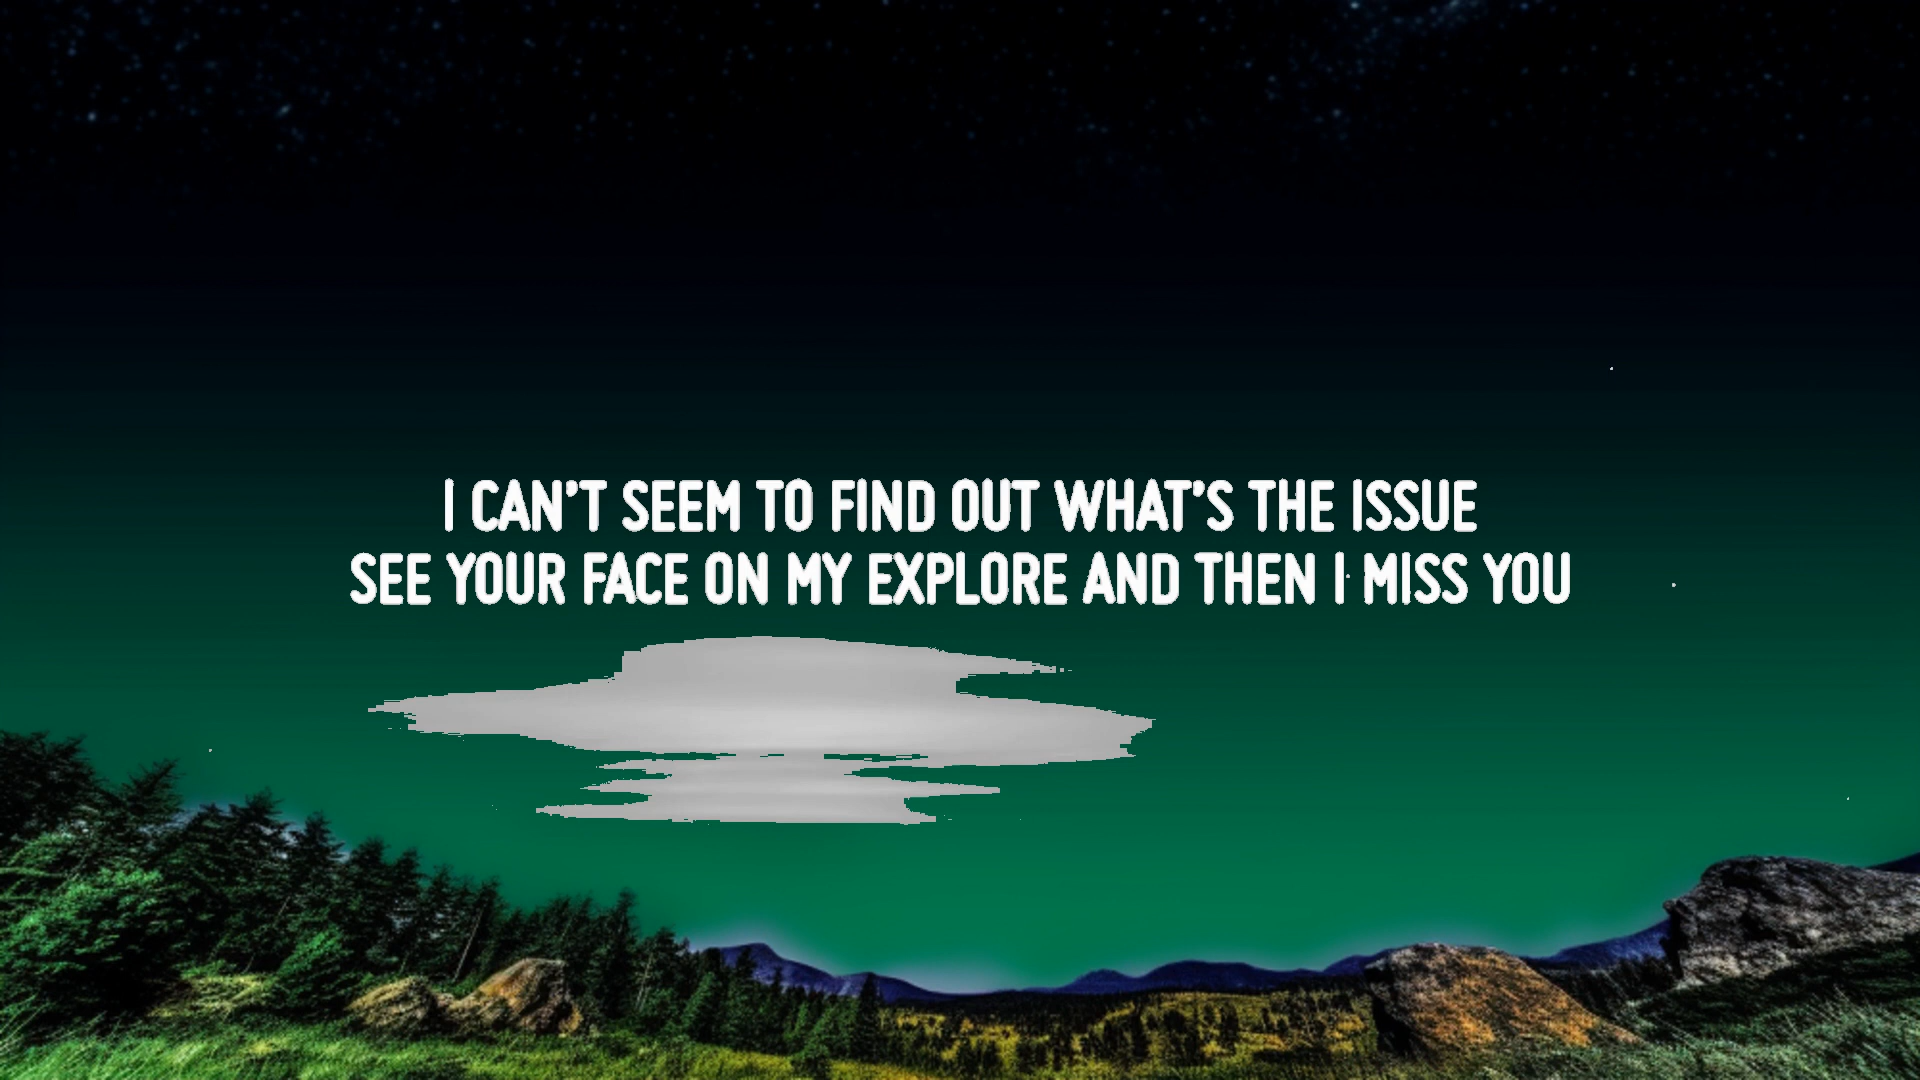 I CAN'T SEEM TO FIND OUT WHAT'S THE ISSUE
SEE YOUR FACE ON MY EXPLORE AND THEN I MISS YOU